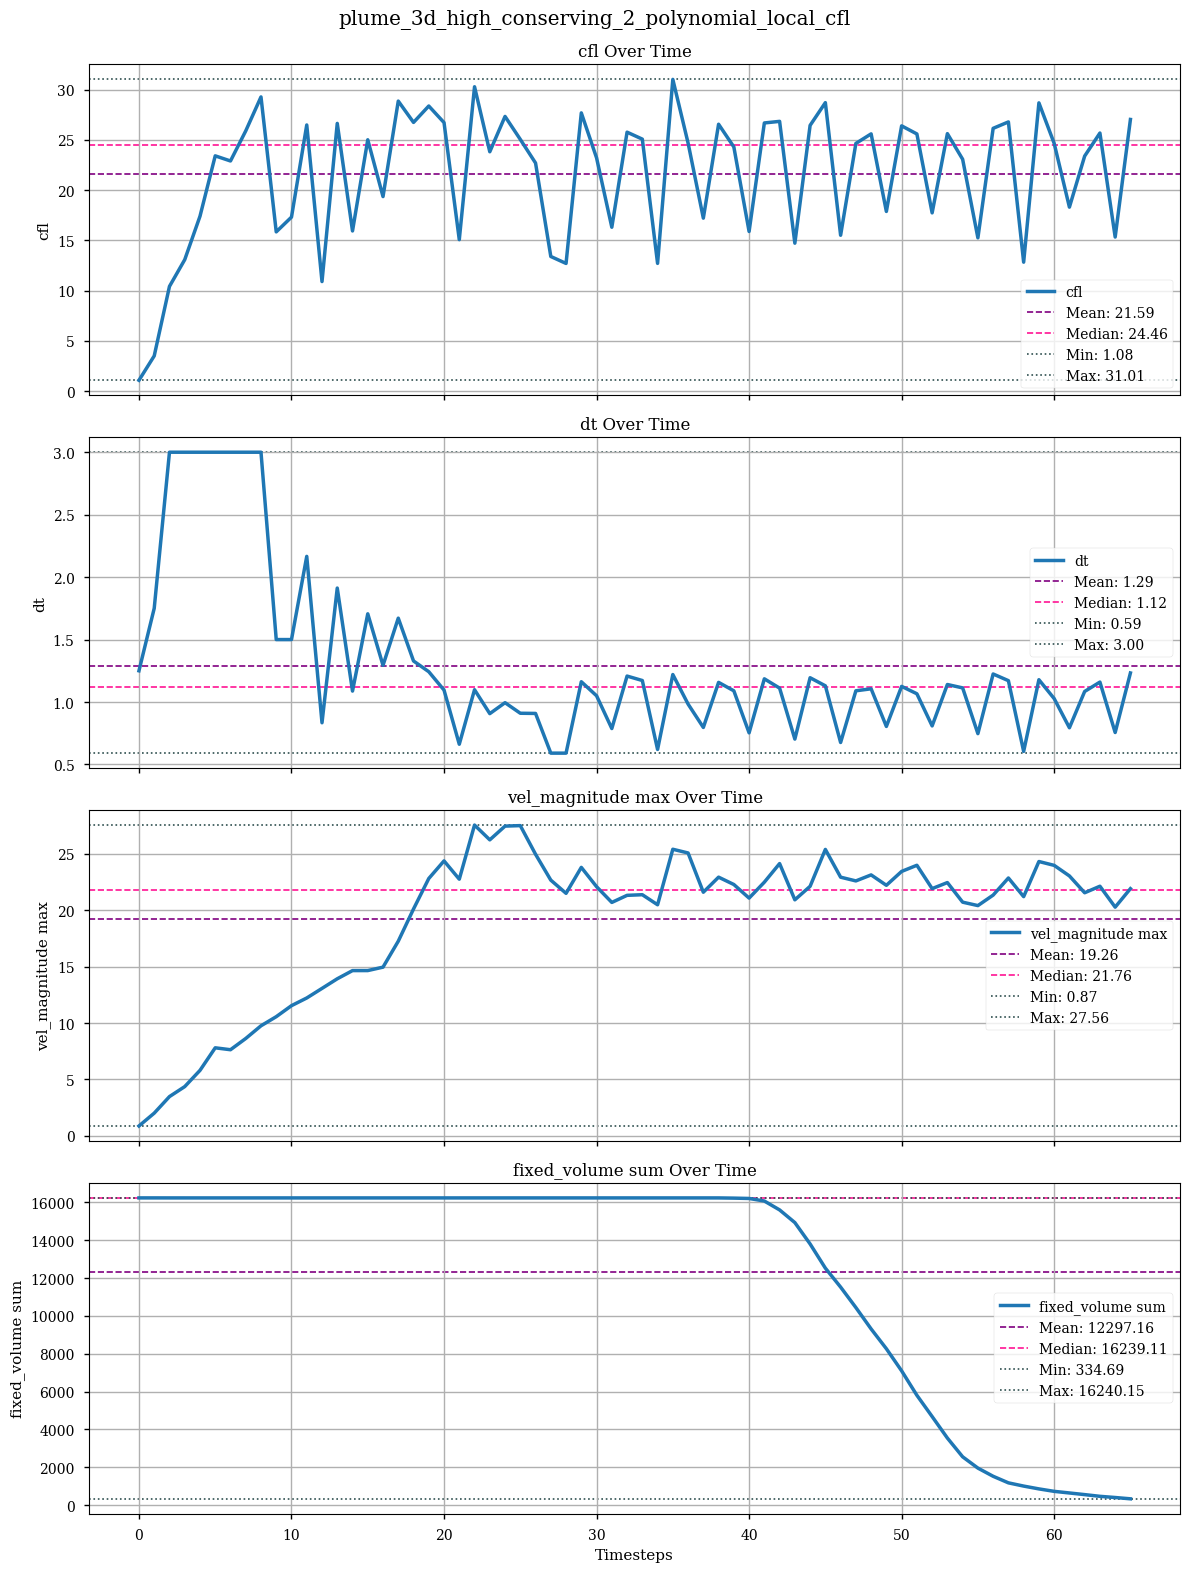 plume_3d_high_conserving_2_polynomial_local_cfl
cfl Over Time
30
25
20
15
10
5
0
cfl
cfl
Mean: 21.59
Median: 24.46
Min: 1.08
Max: 31.01
dt Over Time
3.0
2.5
2.0
1.5
1.0
0.5
dt
dt
Mean: 1.29
Median: 1.12
Min: 0.59
Max: 3.00
vel_magnitude max Over Time
25
20
15
10
5
0
vel_magnitude max
vel_magnitude max
Mean: 19.26
Median: 21.76
Min: 0.87
Max: 27.56
fixed_volume sum Over Time
16000
14000
12000
10000
8000
6000
4000
2000
0
fixed_volume sum
fixed_volume sum
Mean: 12297.16
Median: 16239.11
Min: 334.69
Max: 16240.15
0 10 20 30 40 50 60
Timesteps